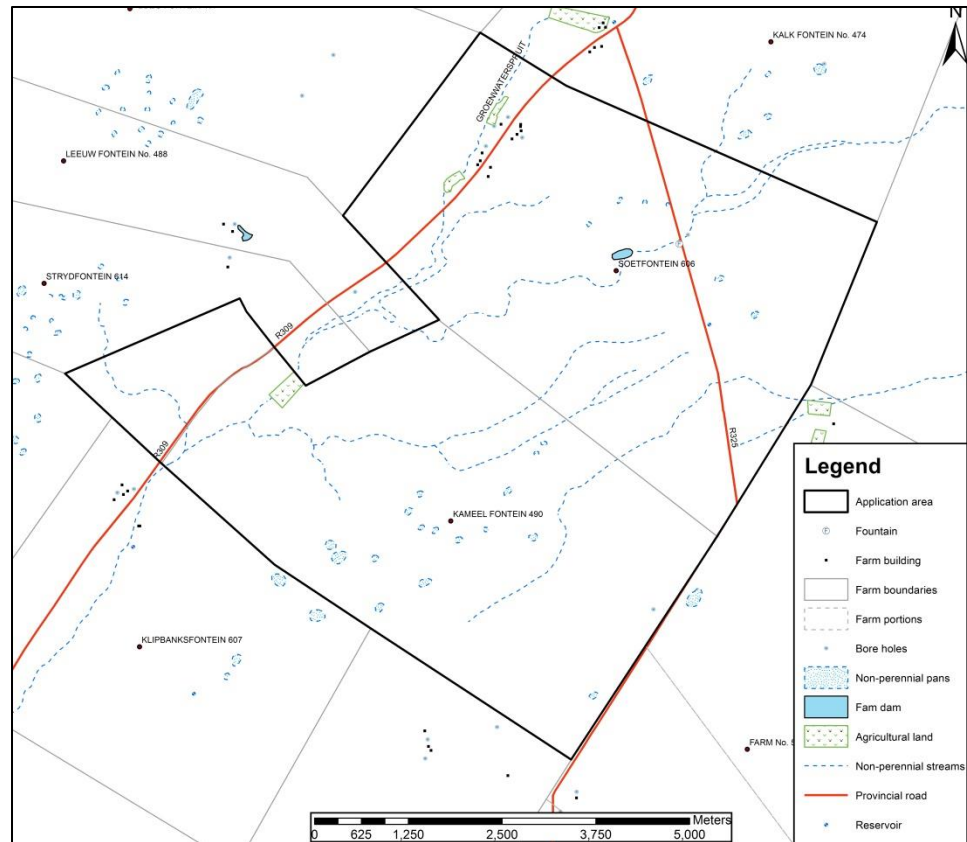 N
KALK FONTEIN No. 474
GROENWATERSPRUIT
LEEUW FONTEIN No. 488
SOETFONTEIN 606
STRYDFONTEIN 614
R309
R325
R309
KAMEEL FONTEIN 490
KLIPBANKSFONTEIN 607
FARM No. 5
Legend
Application area
F
Fountain
Farm building
Farm boundaries
Farm portions
Bore holes
Non-perennial pans
Fam dam
Agricultural land
Non-perennial streams
Provincial road
Reservoir
Meters
0 625 1,250 2,500 3,750 5,000